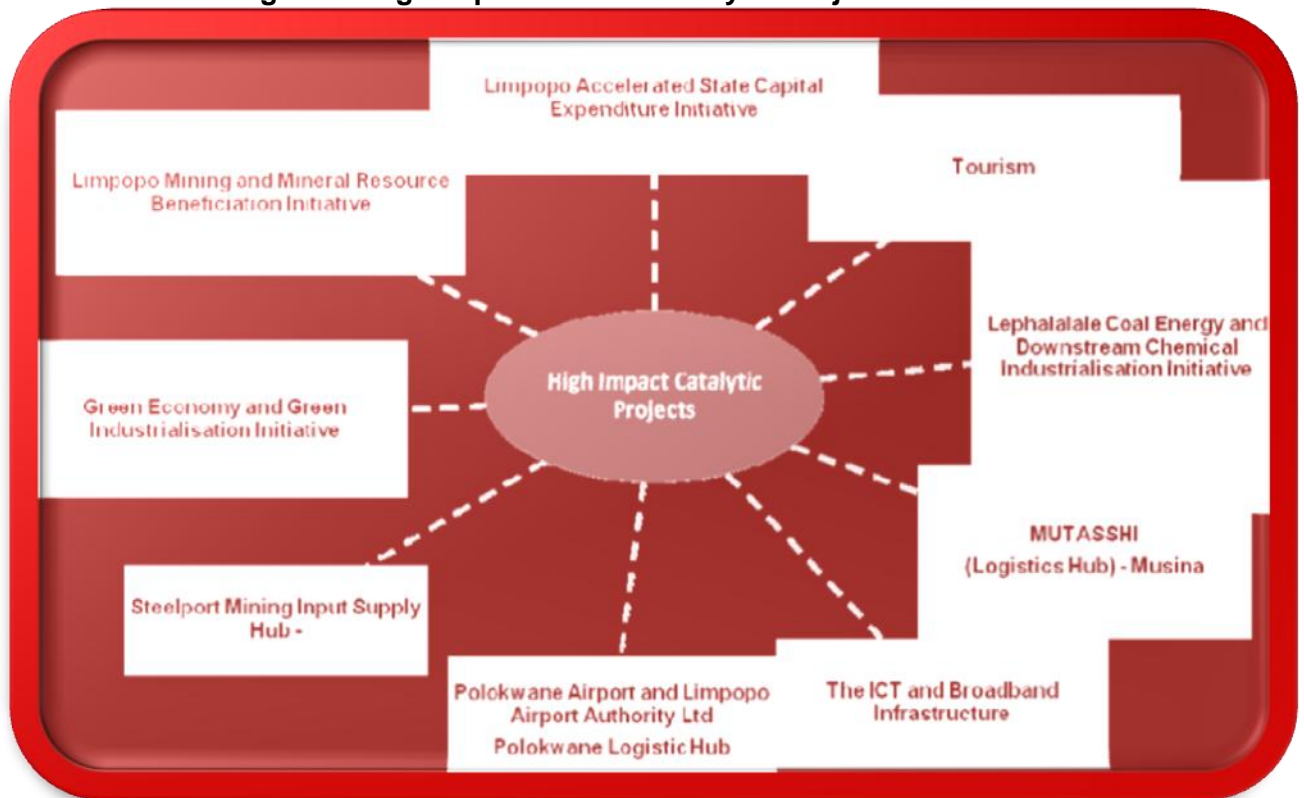 Limpopo Accelerated State Capital
Expenditure Initiative
Tourism
Limpopo Mining and Mineral Resource
Beneficiation Initiative
Lephalalale Coal Energy and
Downstream Chemical
Industrialisation Initiative
High Impact Catalytic
Projects
Green Economy and Green
Industrialisation Initiative
MUTASSHI
(Logistics Hub) - Musina
Steelport Mining Input Supply
Hub -
Polokwane Airport and Limpopo
Airport Authority Ltd
Polokwane Logistic Hub
The ICT and Broadband
Infrastructure